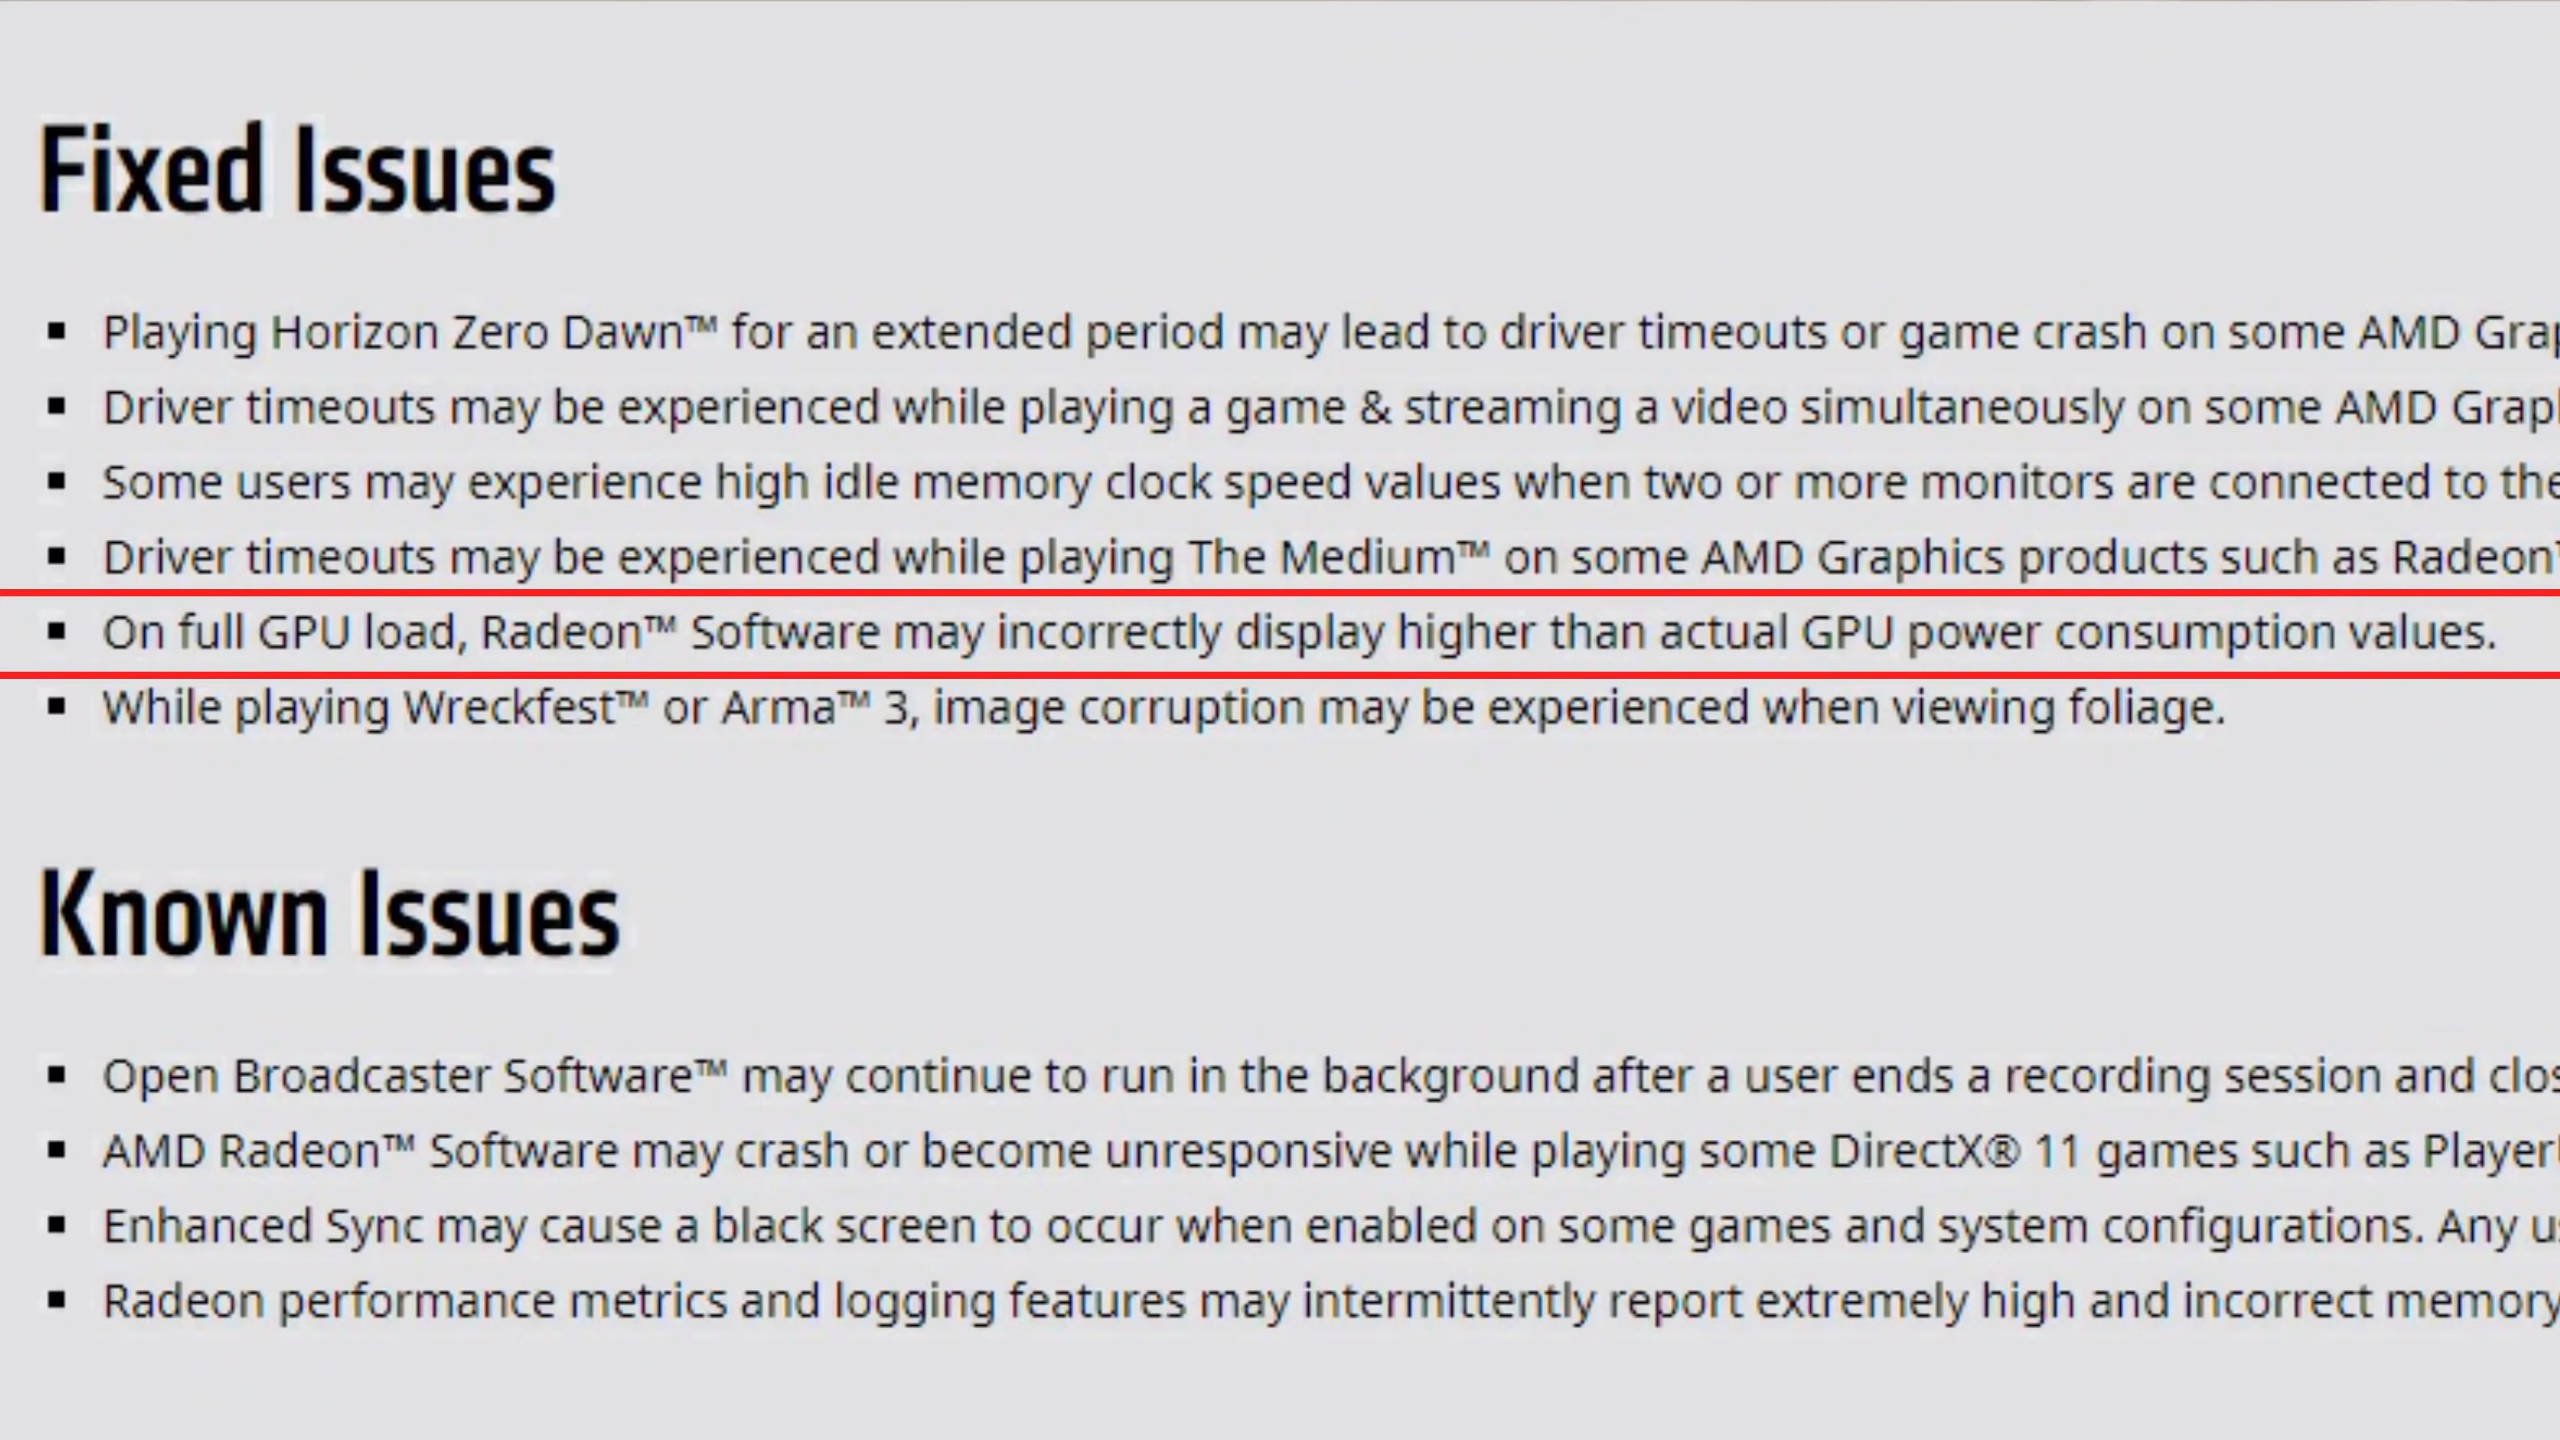 Fixed Issues
▪ Playing Horizon Zero Dawn™ for an extended period may lead to driver timeouts or game crash on some AMD
▪ Driver timeouts may be experienced while playing a game & streaming a video simultaneously on some AMD
▪ Some users may experience high idle memory clock speed values when two or more monitors are connected to the
▪ Driver timeouts may be experienced while playing The Medium™ on some AMD Graphics products such as Radeon™
▪ On full GPU load, Radeon™ Software may incorrectly display higher than actual GPU power consumption values.
▪ While playing Wreckfest™ or Arma™ 3, image corruption may be experienced when viewing foliage.
Known Issues
▪ Open Broadcaster Software™ may continue to run in the background after a user ends a recording session and
▪ AMD Radeon™ Software may crash or become unresponsive while playing some DirectX® 11 games such as
▪ Enhanced Sync may cause a black screen to occur when enabled on some games and system configurations. Any
▪ Radeon performance metrics and logging features may intermittently report extremely high and incorrect memory